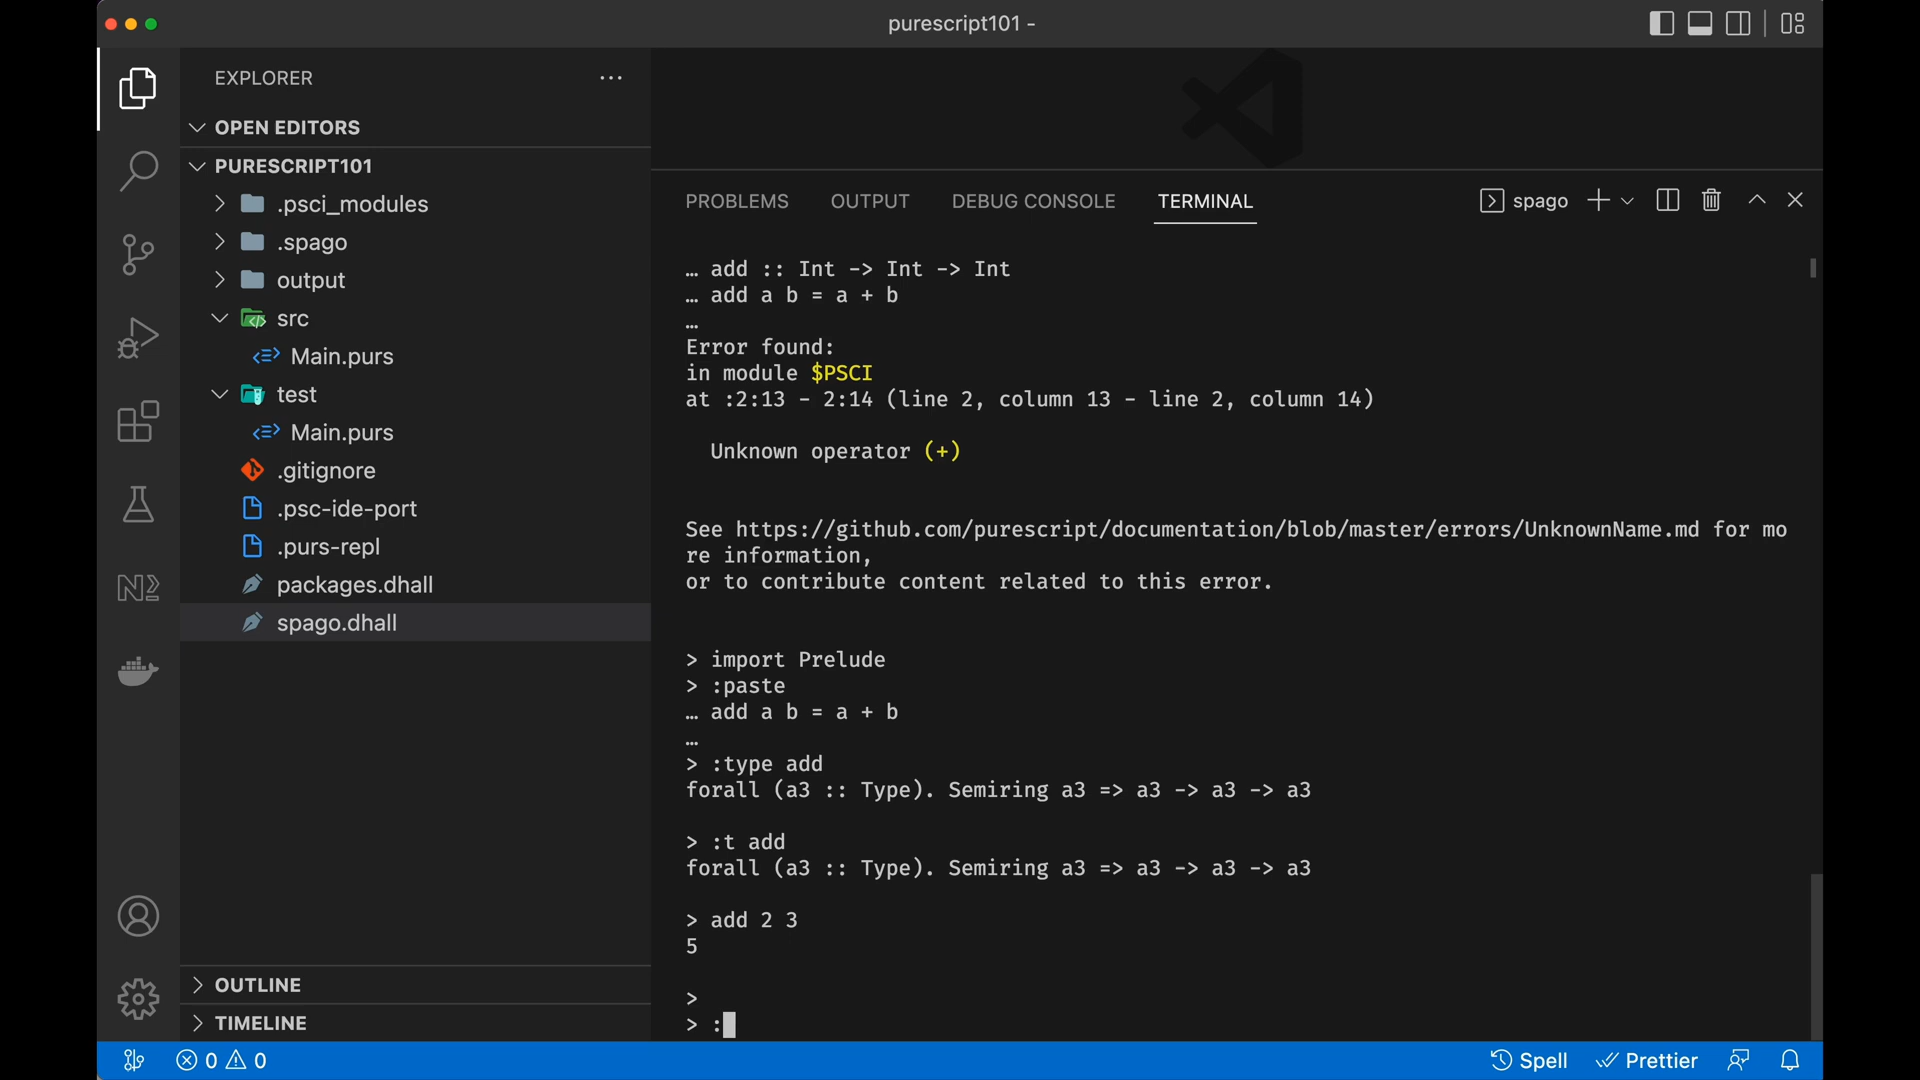 purescript101 -
EXPLORER
OPEN EDITORS
PURESCRIPT101
.psci_modules
.spago
output
src
Main.purs
test
Main.purs
.gitignore
.psc-ide-port
.purs-repl
packages.dhall
spago.dhall
OUTLINE
TIMELINE
PROBLEMS OUTPUT DEBUG CONSOLE TERMINAL spago
… add :: Int -> Int -> Int
… add a b = a + b
…
Error found:
in module $PSCI
at :2:13 - 2:14 (line 2, column 13 - line 2, column 14)
Unknown operator (+)
See https://github.com/purescript/documentation/blob/master/errors/UnknownName.md for mo
re information,
or to contribute content related to this error.
> import Prelude
> :paste
… add a b = a + b
…
> :type add
forall (a3 :: Type). Semiring a3 => a3 -> a3 -> a3
> :t add
forall (a3 :: Type). Semiring a3 => a3 -> a3 -> a3
> add 2 3
5
>
> :
0 0 Spell Prettier